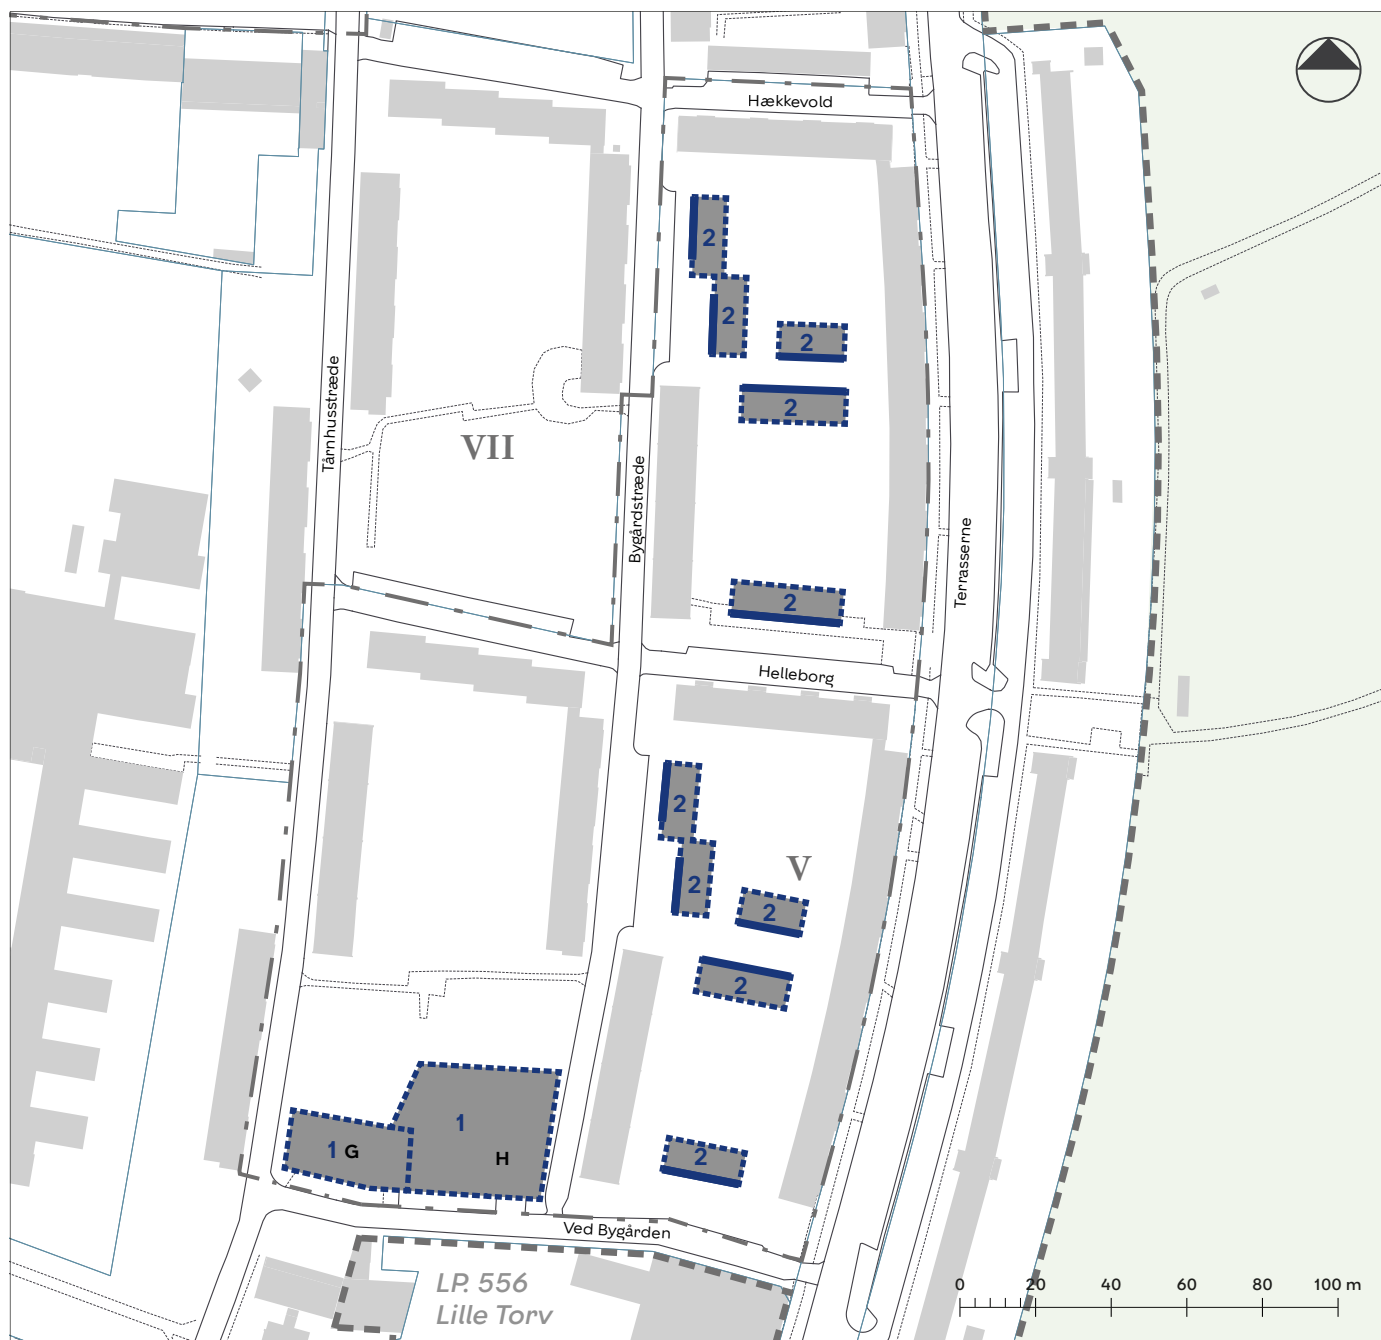 Hækkevold
2
2
2
Tårnhusstræde
2
VII
Bygårdstræde
Terrasserne
2
Helleborg
2
V
2
2
2
1
1 G
H
2
Ved Bygården
LP. 556
Lille Torv
0 20 40 60 80 100 m